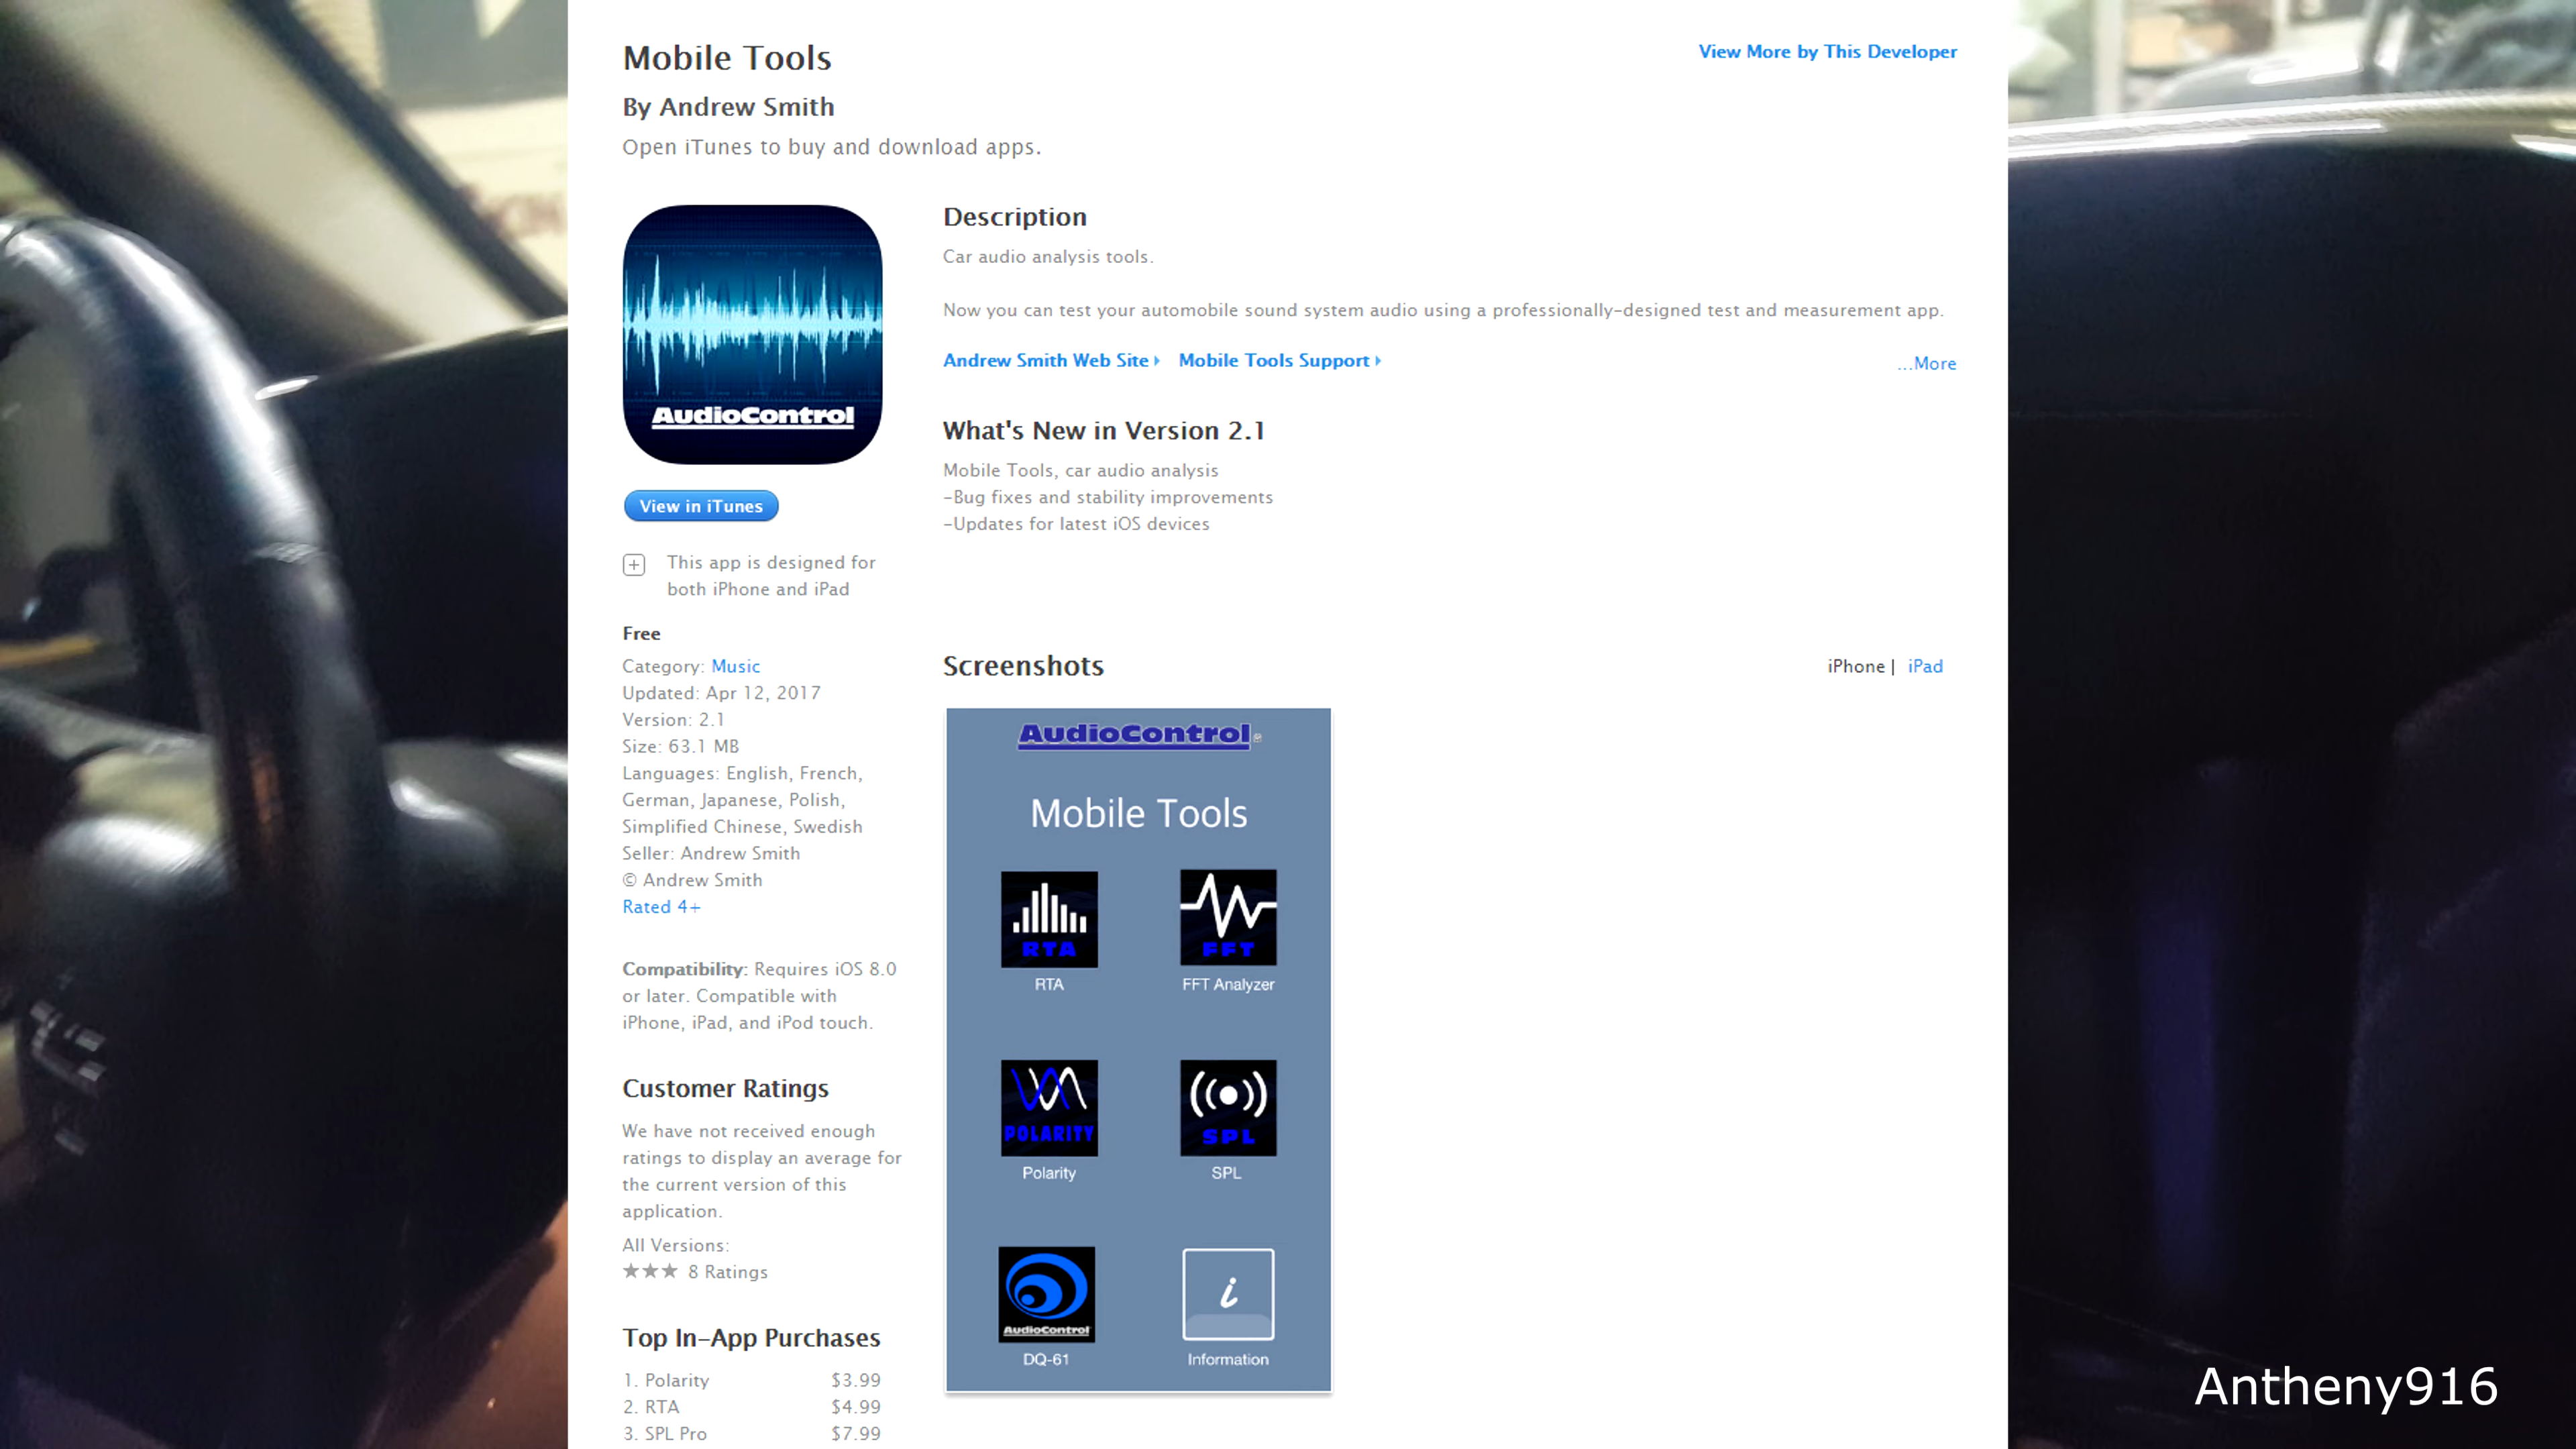 Mobile Tools
View More by This Developer
By Andrew Smith
Open iTunes to buy and download apps.
AudioControl
View in iTunes
This app is designed for
both iPhone and iPad
Free
Category: Music
Updated: Apr 12, 2017
Version: 2.1
Size: 63.1 MB
Languages: English, French,
German, Japanese, Polish,
Simplified Chinese, Swedish
Seller: Andrew Smith
© Andrew Smith
Rated 4+
Compatibility: Requires iOS 8.0
or later. Compatible with
iPhone, iPad, and iPod touch.
Customer Ratings
We have not received enough
ratings to display an average for
the current version of this
application.
All Versions:
★★★ 8 Ratings
Top In-App Purchases
1. Polarity $3.99
2. RTA $4.99
3. SPL Pro $7.99
Description
Car audio analysis tools.
Now you can test your automobile sound system audio using a professionally-designed test and measurement app.
Andrew Smith Web Site Mobile Tools Support
...More
What's New in Version 2.1
Mobile Tools, car audio analysis
-Bug fixes and stability improvements
-Updates for latest iOS devices
Screenshots
iPhone | iPad
AudioControl®
Mobile Tools
RTA FFT
RTA FFT Analyzer
POLARITY SPL
Polarity SPL
AudioControl i
DQ-61 Information
Antheny916